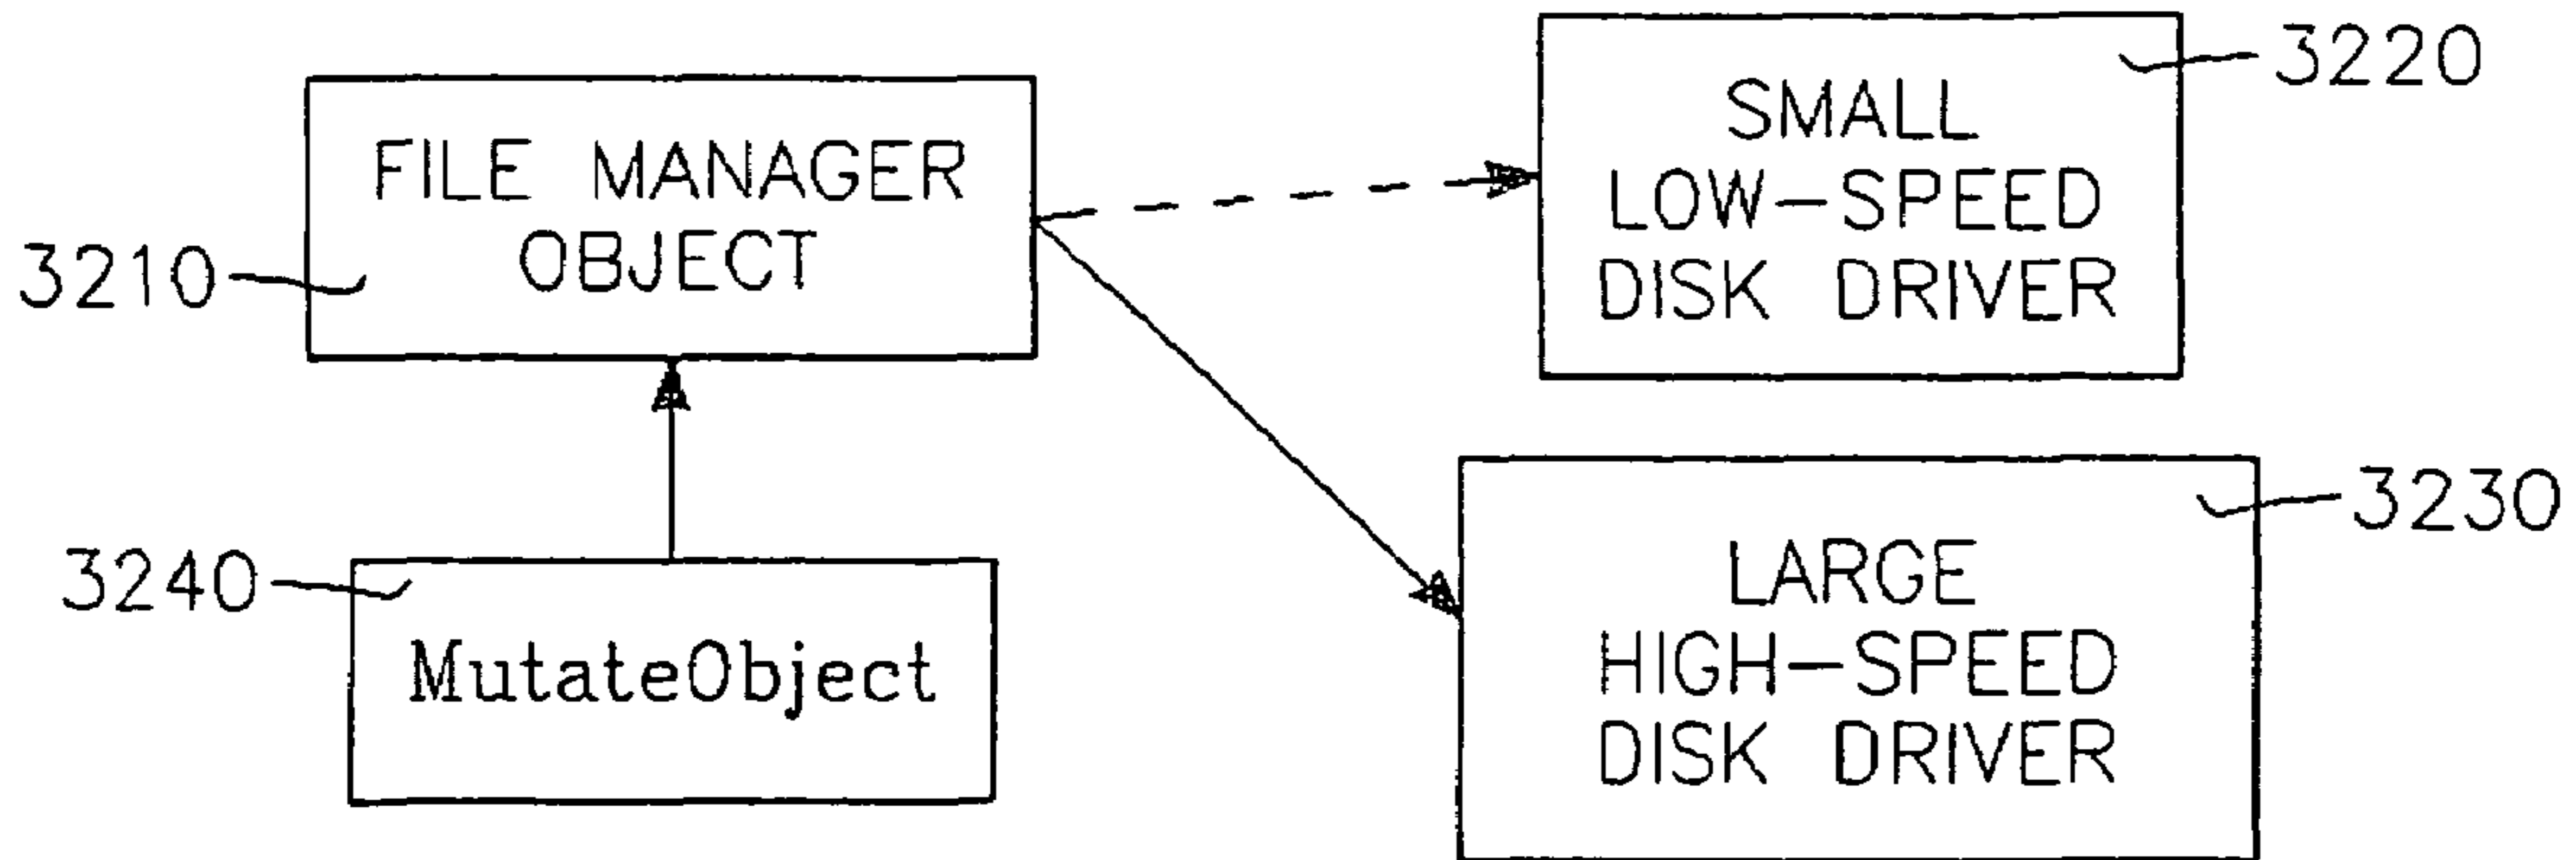 3210
FILE MANAGER
OBJECT
SMALL
LOW-SPEED
DISK DRIVER
3220
3240
MutateObject
LARGE
HIGH-SPEED
DISK DRIVER
3230